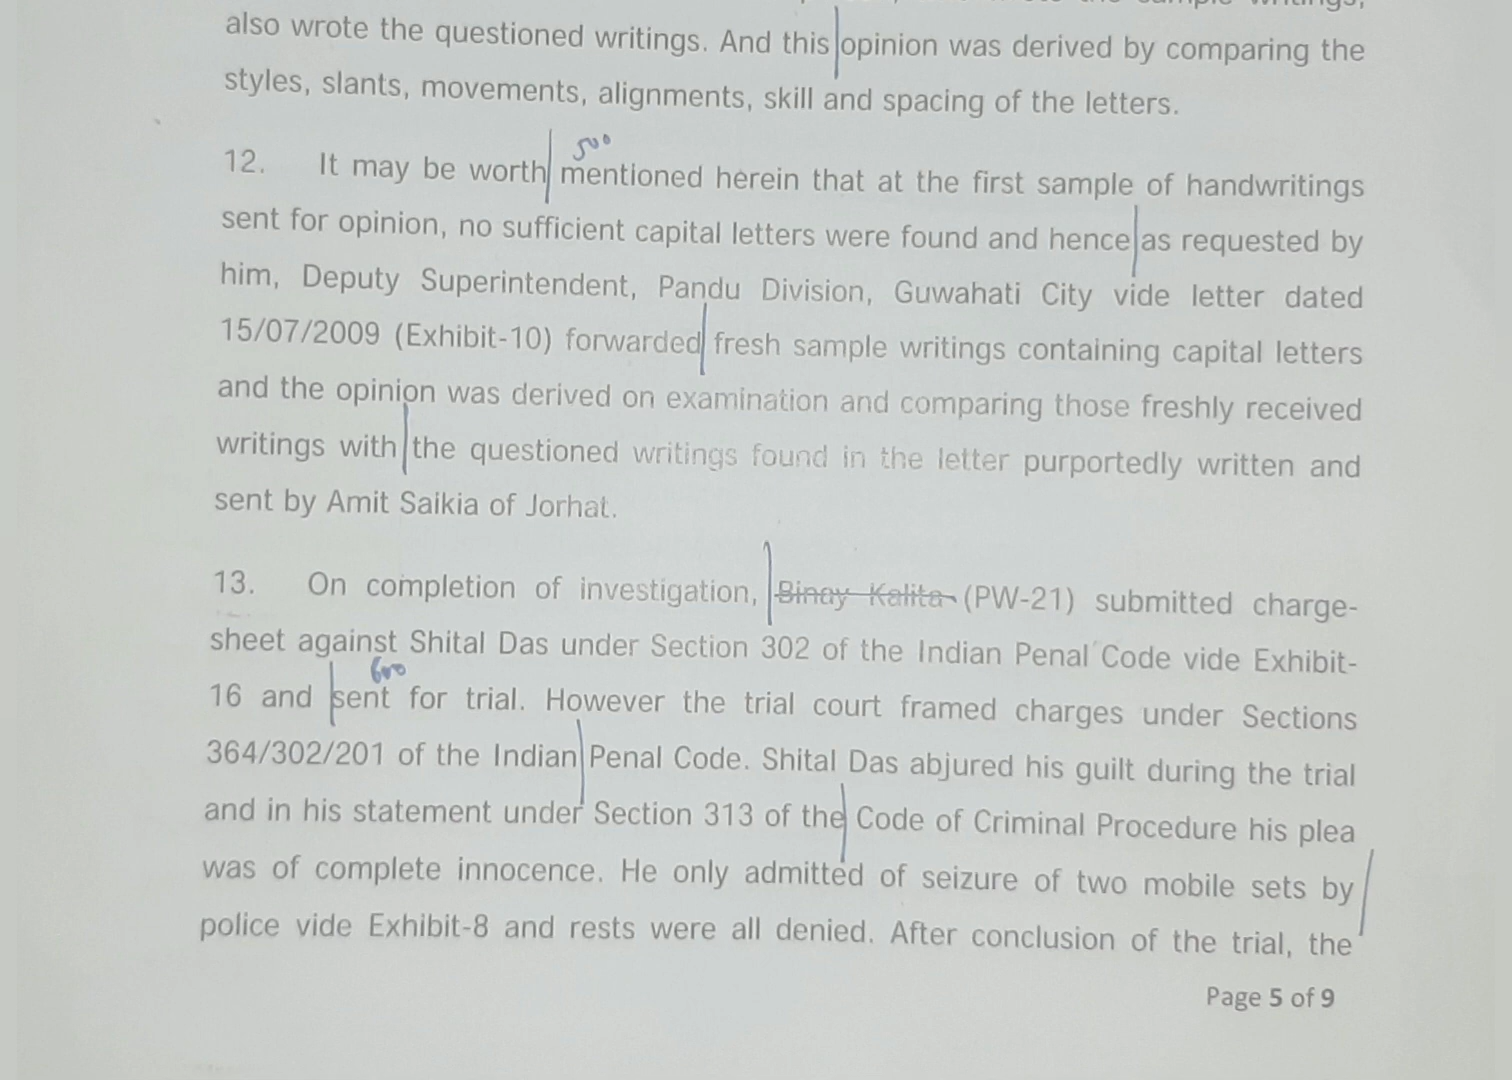 also wrote the questioned writings. And this opinion was derived by comparing the
styles, slants, movements, alignments, skill and spacing of the letters.
500
12. It may be worth mentioned herein that at the first sample of handwritings
sent for opinion, no sufficient capital letters were found and hence as requested by
him, Deputy Superintendent, Pandu Division, Guwahati City vide letter dated
15/07/2009 (Exhibit-10) forwarded fresh sample writings containing capital letters
and the opinion was derived on examination and comparing those freshly received
writings with the questioned writings found in the letter purportedly written and
sent by Amit Saikia of Jorhat.
13. On completion of investigation, Binay Kalita (PW-21) submitted charge-
sheet against Shital Das under Section 302 of the Indian Penal Code vide Exhibit-
600
16 and sent for trial. However the trial court framed charges under Sections
364/302/201 of the Indian Penal Code. Shital Das abjured his guilt during the trial
and in his statement under Section 313 of the Code of Criminal Procedure his plea
was of complete innocence. He only admitted of seizure of two mobile sets by
police vide Exhibit-8 and rests were all denied. After conclusion of the trial, the
Page 5 of 9